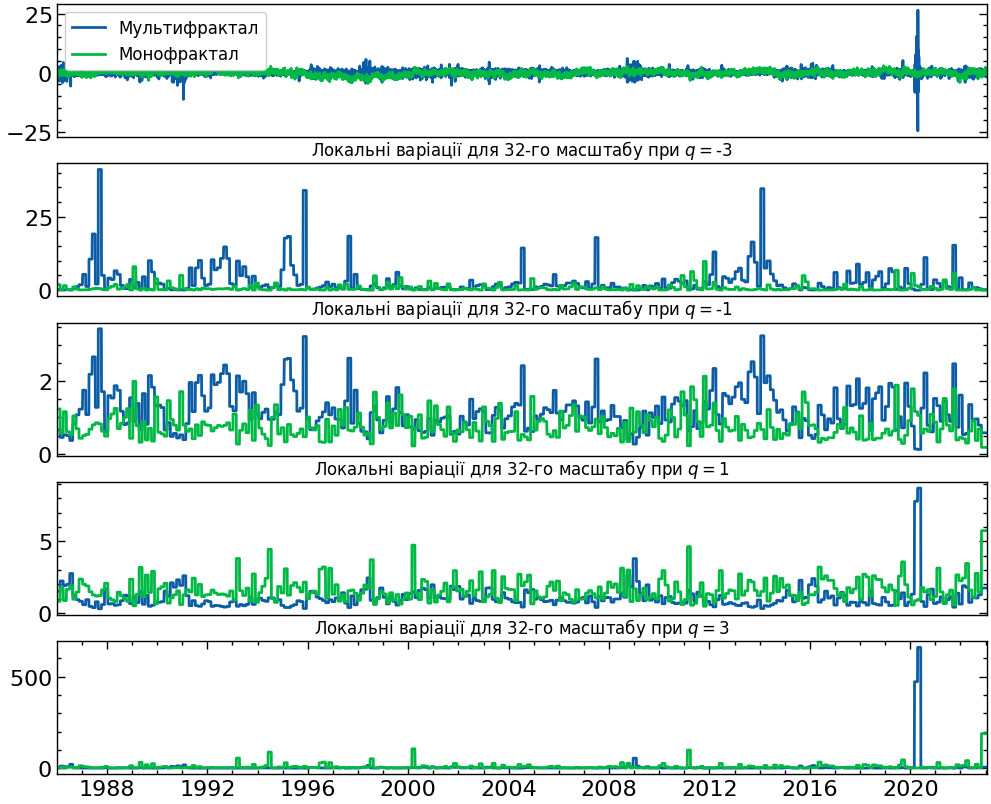 25
0
−25
Мультифрактал
Монофрактал
Локальні варіації для 32-го масштабу при q = -3
25
0
Локальні варіації для 32-го масштабу при q = -1
2
0
Локальні варіації для 32-го масштабу при q = 1
5
0
Локальні варіації для 32-го масштабу при q = 3
500
0
1988 1992 1996 2000 2004 2008 2012 2016 2020